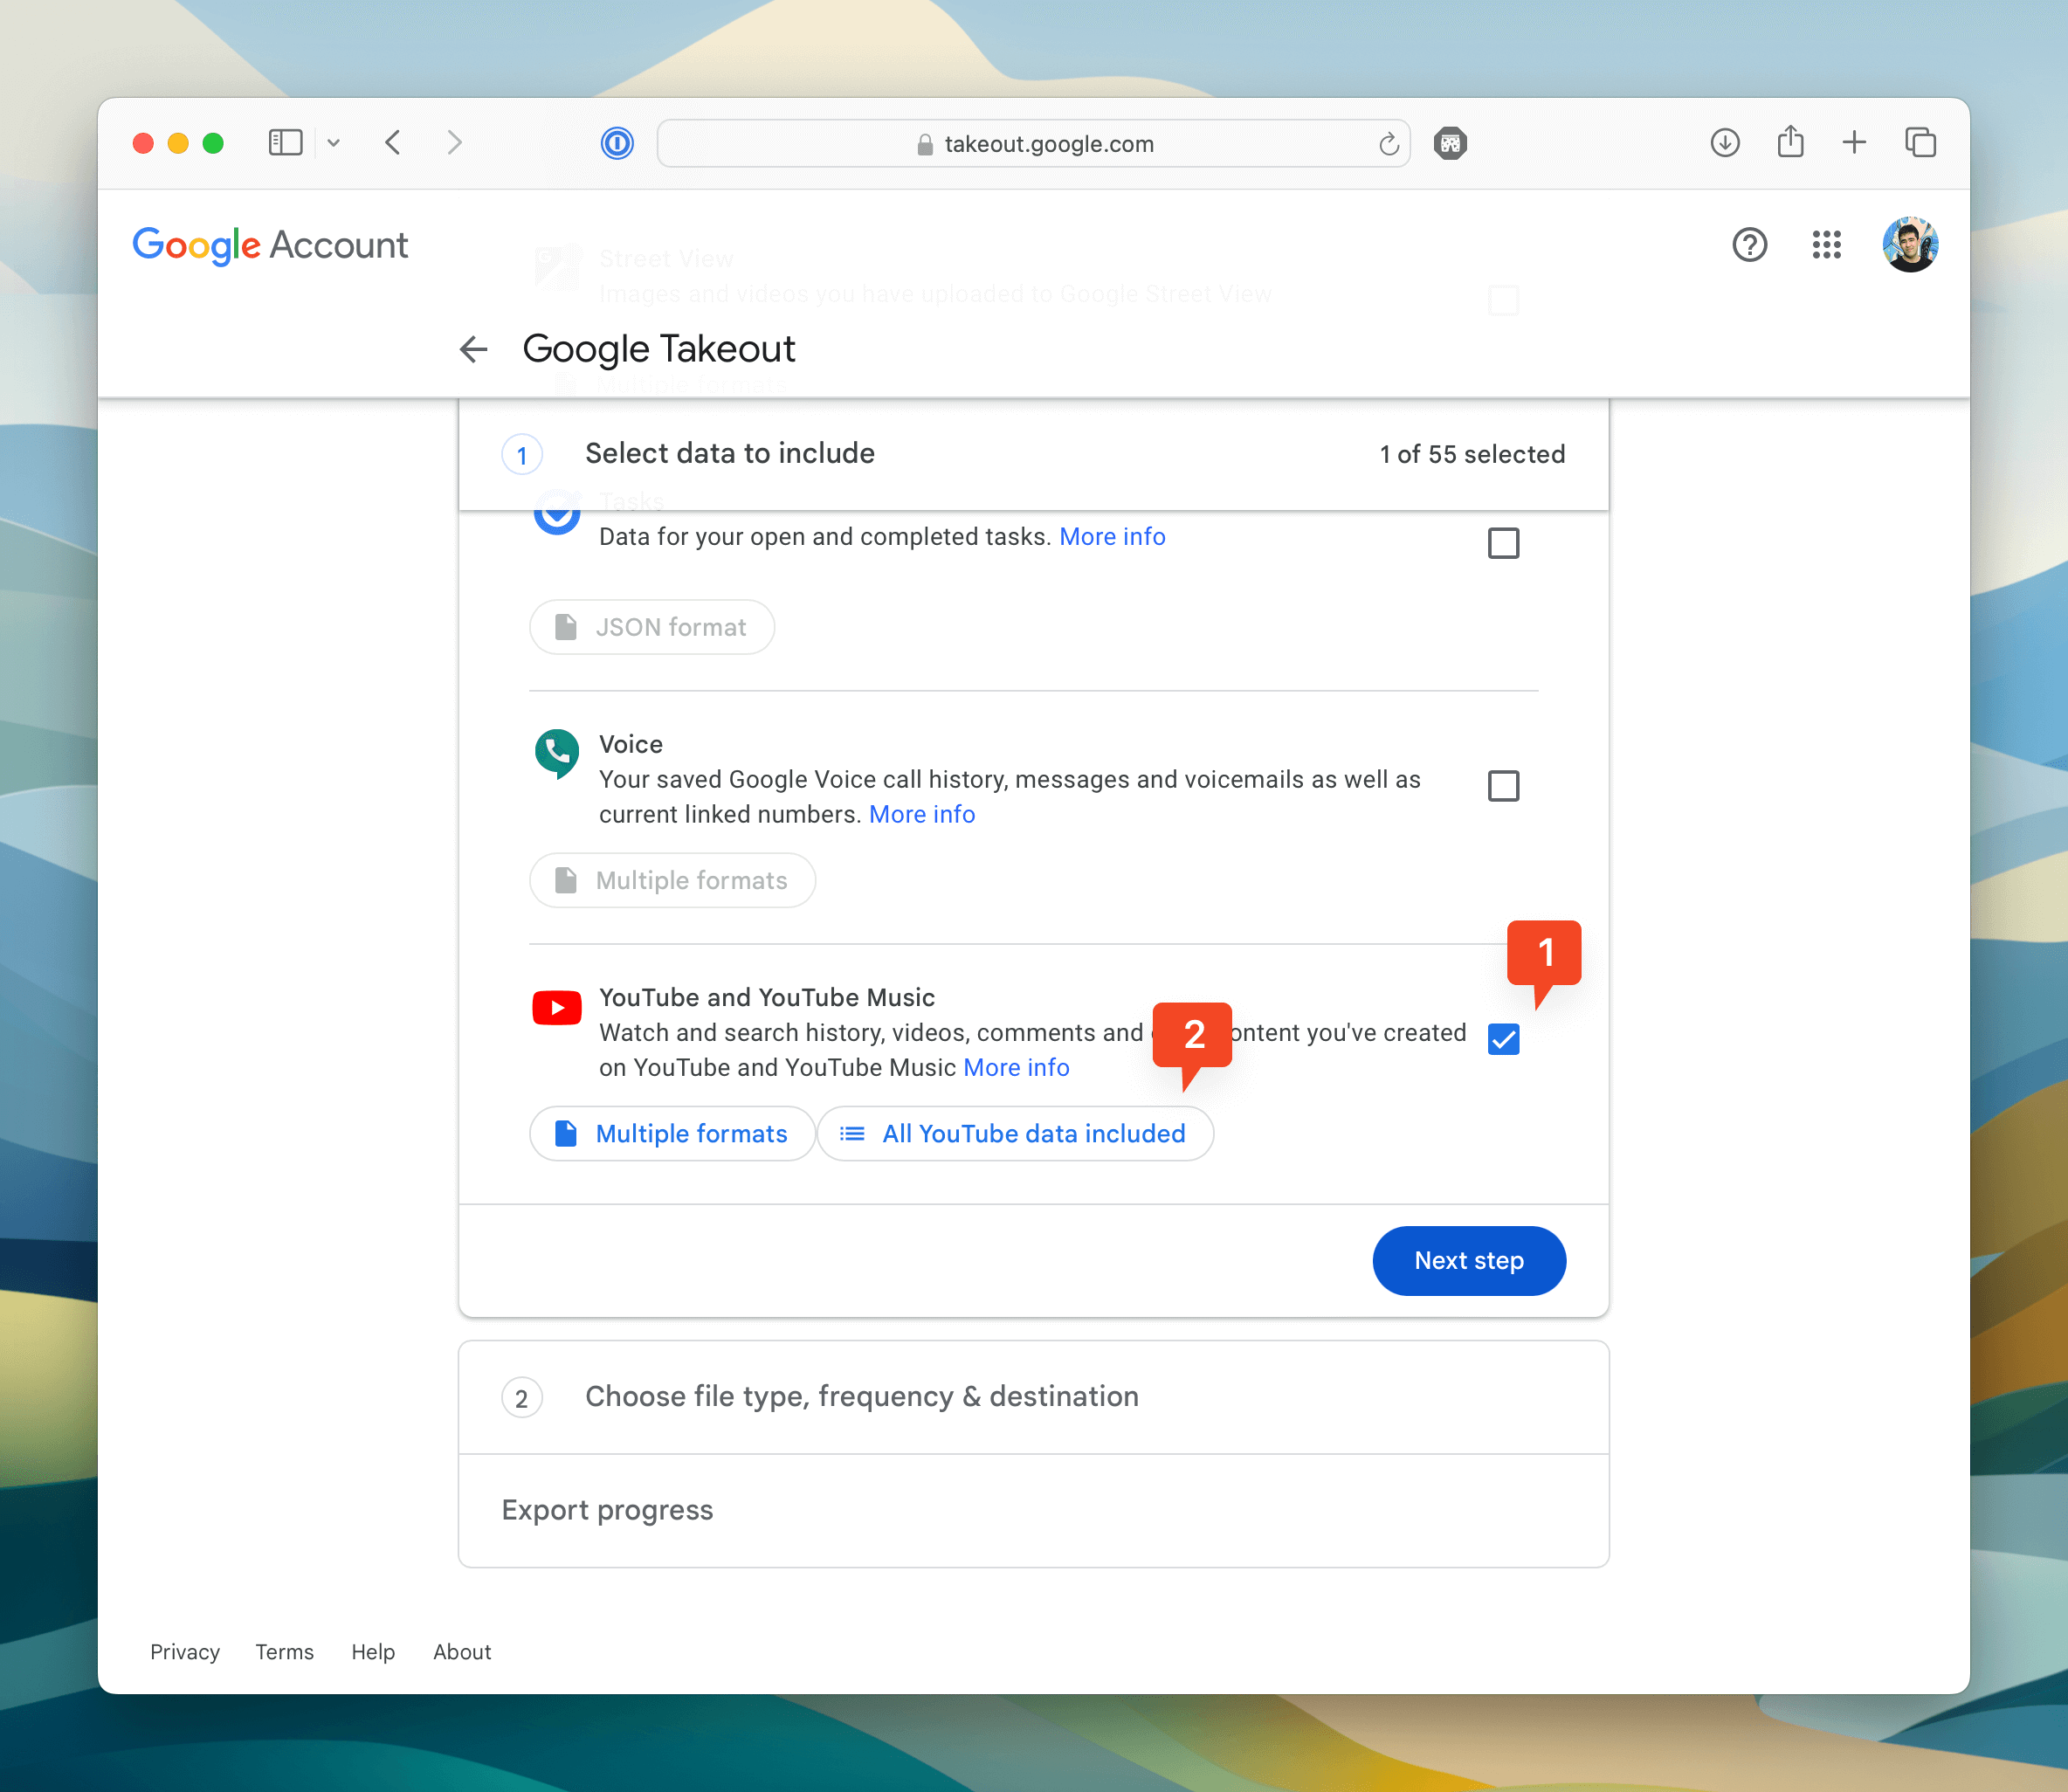 takeout.google.com
Google Account
Street View
Images and videos you have uploaded to Google Street View
Google Takeout
Multiple formats
1 Select data to include 1 of 55 selected
Tasks
Data for your open and completed tasks. More info
JSON format
Voice
Your saved Google Voice call history, messages and voicemails as well as
current linked numbers. More info
Multiple formats
1
YouTube and YouTube Music
2
Watch and search history, videos, comments and ontent you've created
on YouTube and YouTube Music More info
Multiple formats All YouTube data included
Next step
2 Choose file type, frequency & destination
Export progress
Privacy Terms Help About